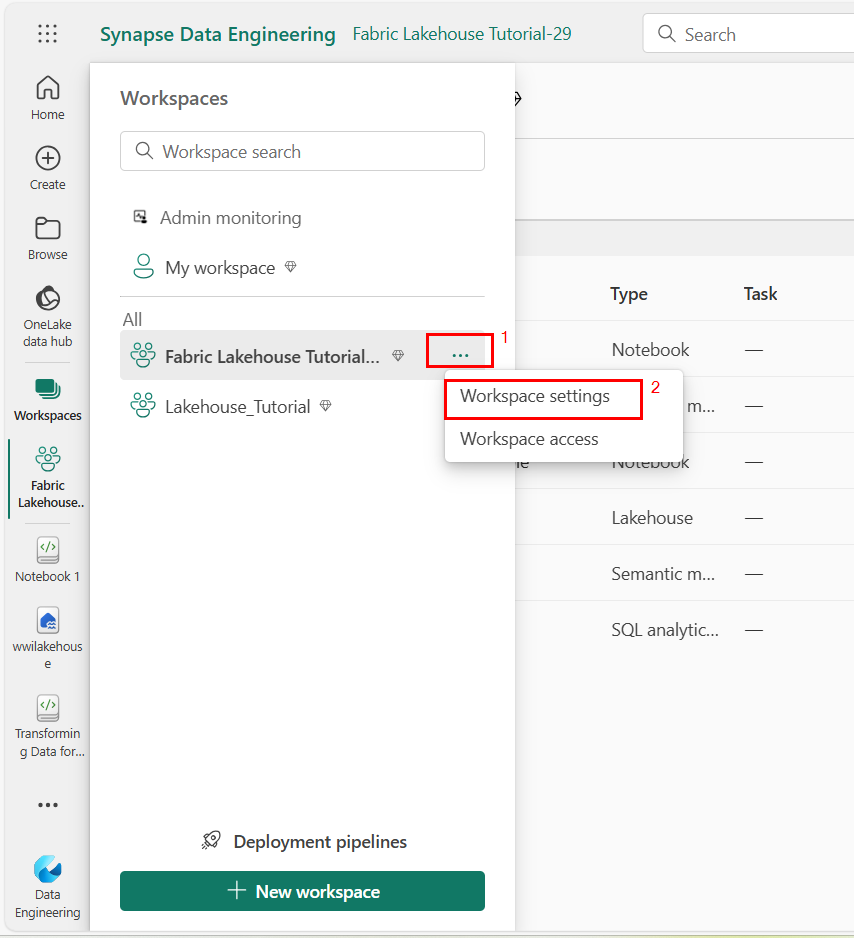 Synapse Data Engineering
Fabric Lakehouse Tutorial-29
Search
Home
Create
Browse
OneLake
data hub
Workspaces
Fabric
Lakehouse..
Notebook 1
wwilakehous
e
Transformin
g Data for...
Data
Engineering
Workspaces
Workspace search
Admin monitoring
My workspace
All
Fabric Lakehouse Tutorial...
...
1
Lakehouse_Tutorial
Workspace settings
2
Workspace access
Deployment pipelines
New workspace
Type Task
Notebook —
m... —
Notebook —
Lakehouse —
Semantic m... —
SQL analytic... —